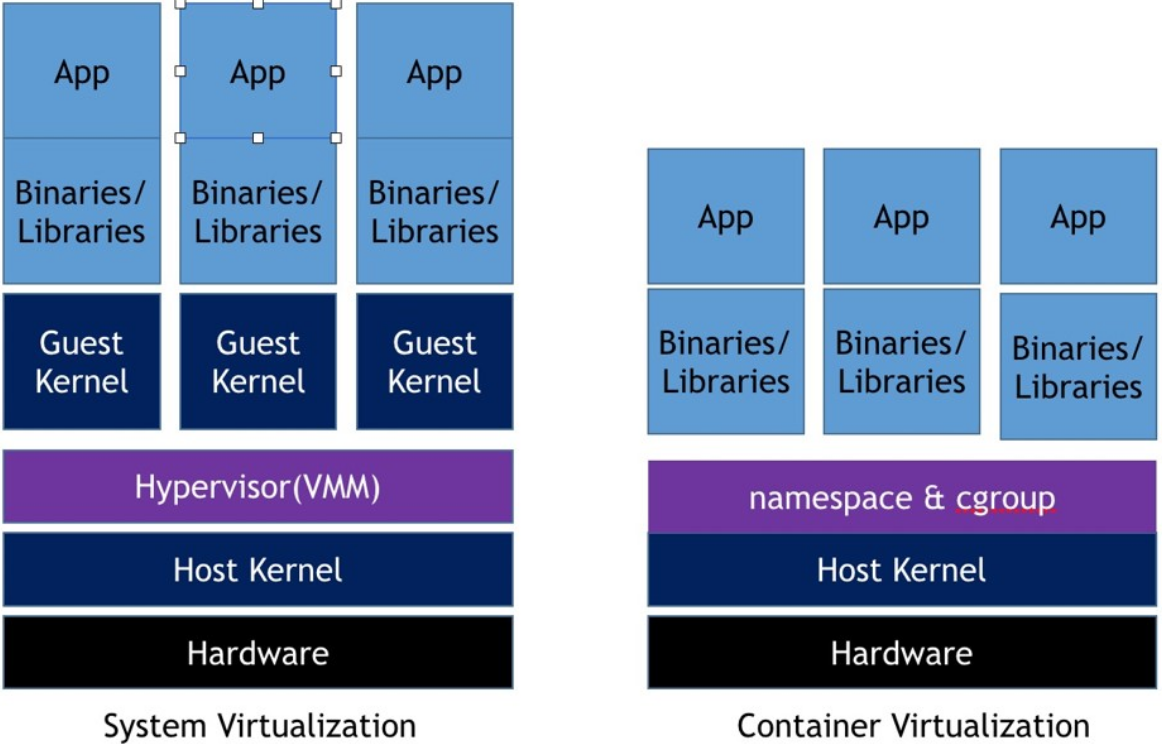 App
App
App
Binaries/
Libraries
Binaries/
Libraries
Binaries/
Libraries
Guest
Kernel
Guest
Kernel
Guest
Kernel
Hypervisor(VMM)
Host Kernel
Hardware
System Virtualization
App
App
App
Binaries/
Libraries
Binaries/
Libraries
Binaries/
Libraries
namespace & cgroup
Host Kernel
Hardware
Container Virtualization